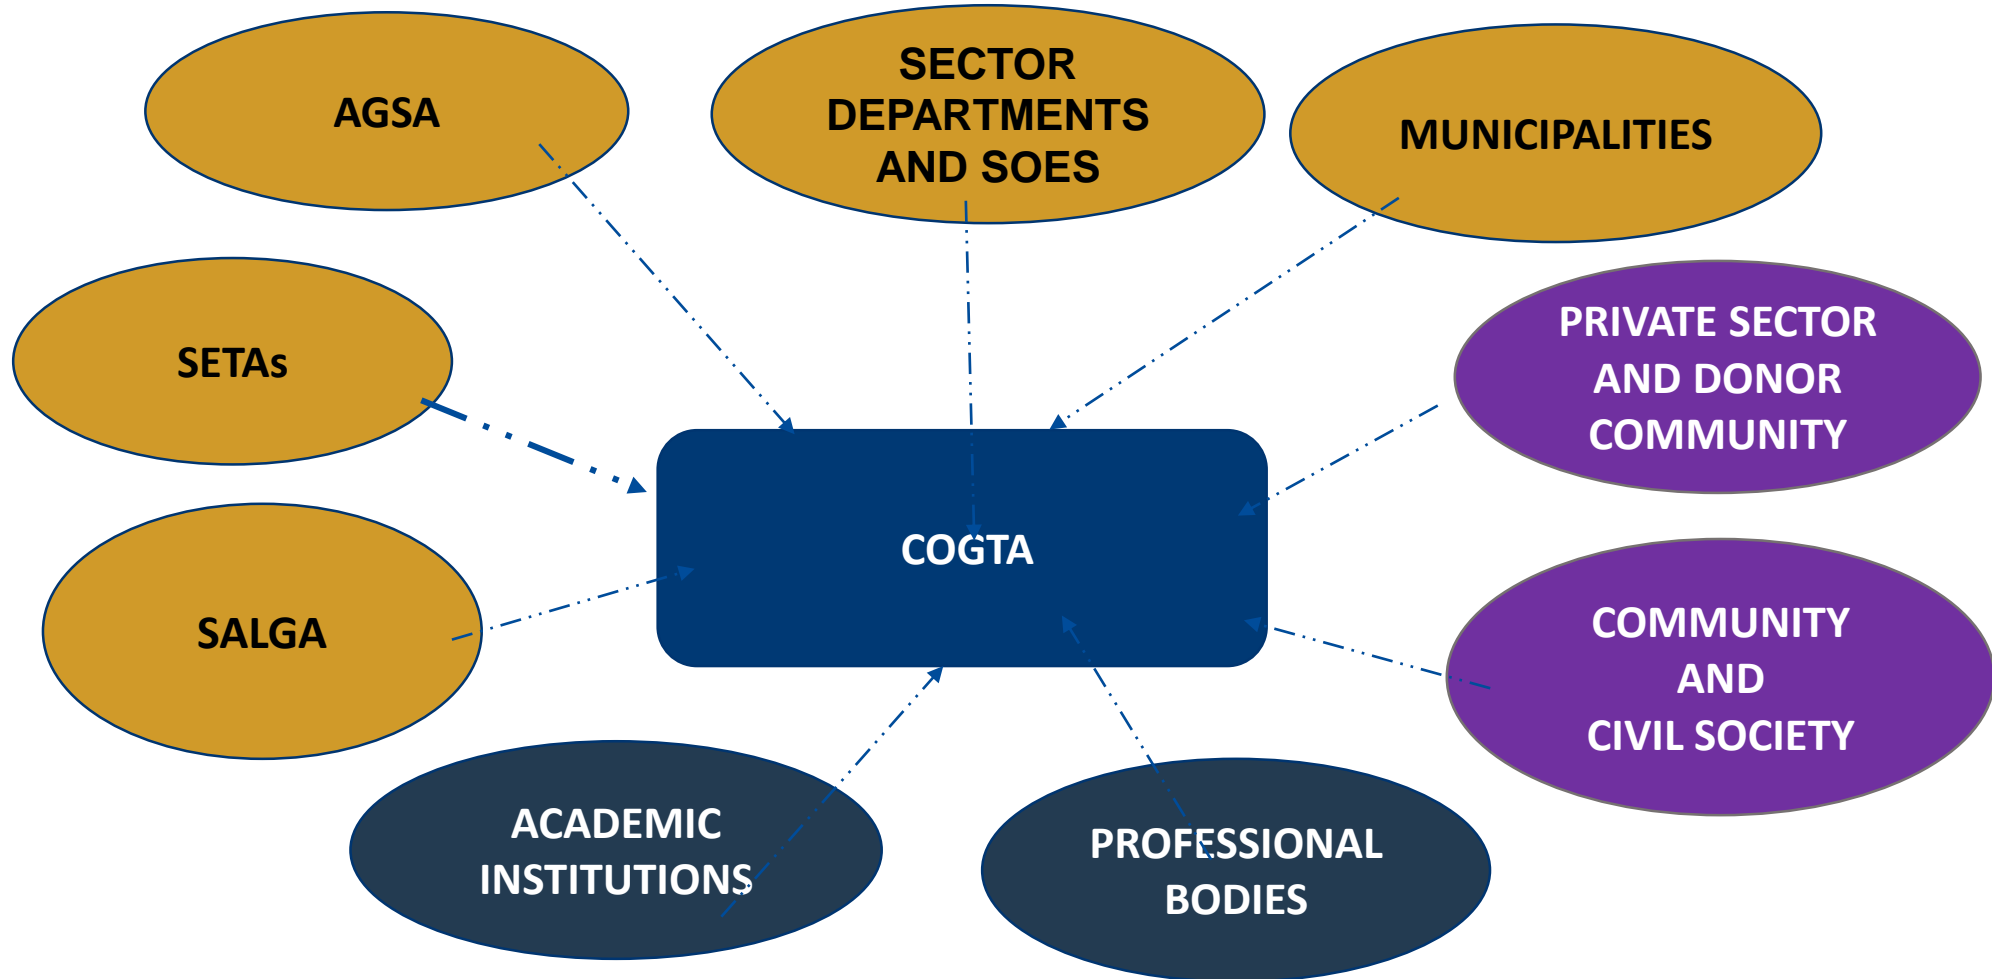 AGSA
SECTOR
DEPARTMENTS
AND SOES
MUNICIPALITIES
SETAs
PRIVATE SECTOR
AND DONOR
COMMUNITY
COGTA
SALGA
COMMUNITY
AND
CIVIL SOCIETY
ACADEMIC
INSTITUTIONS
PROFESSIONAL
BODIES